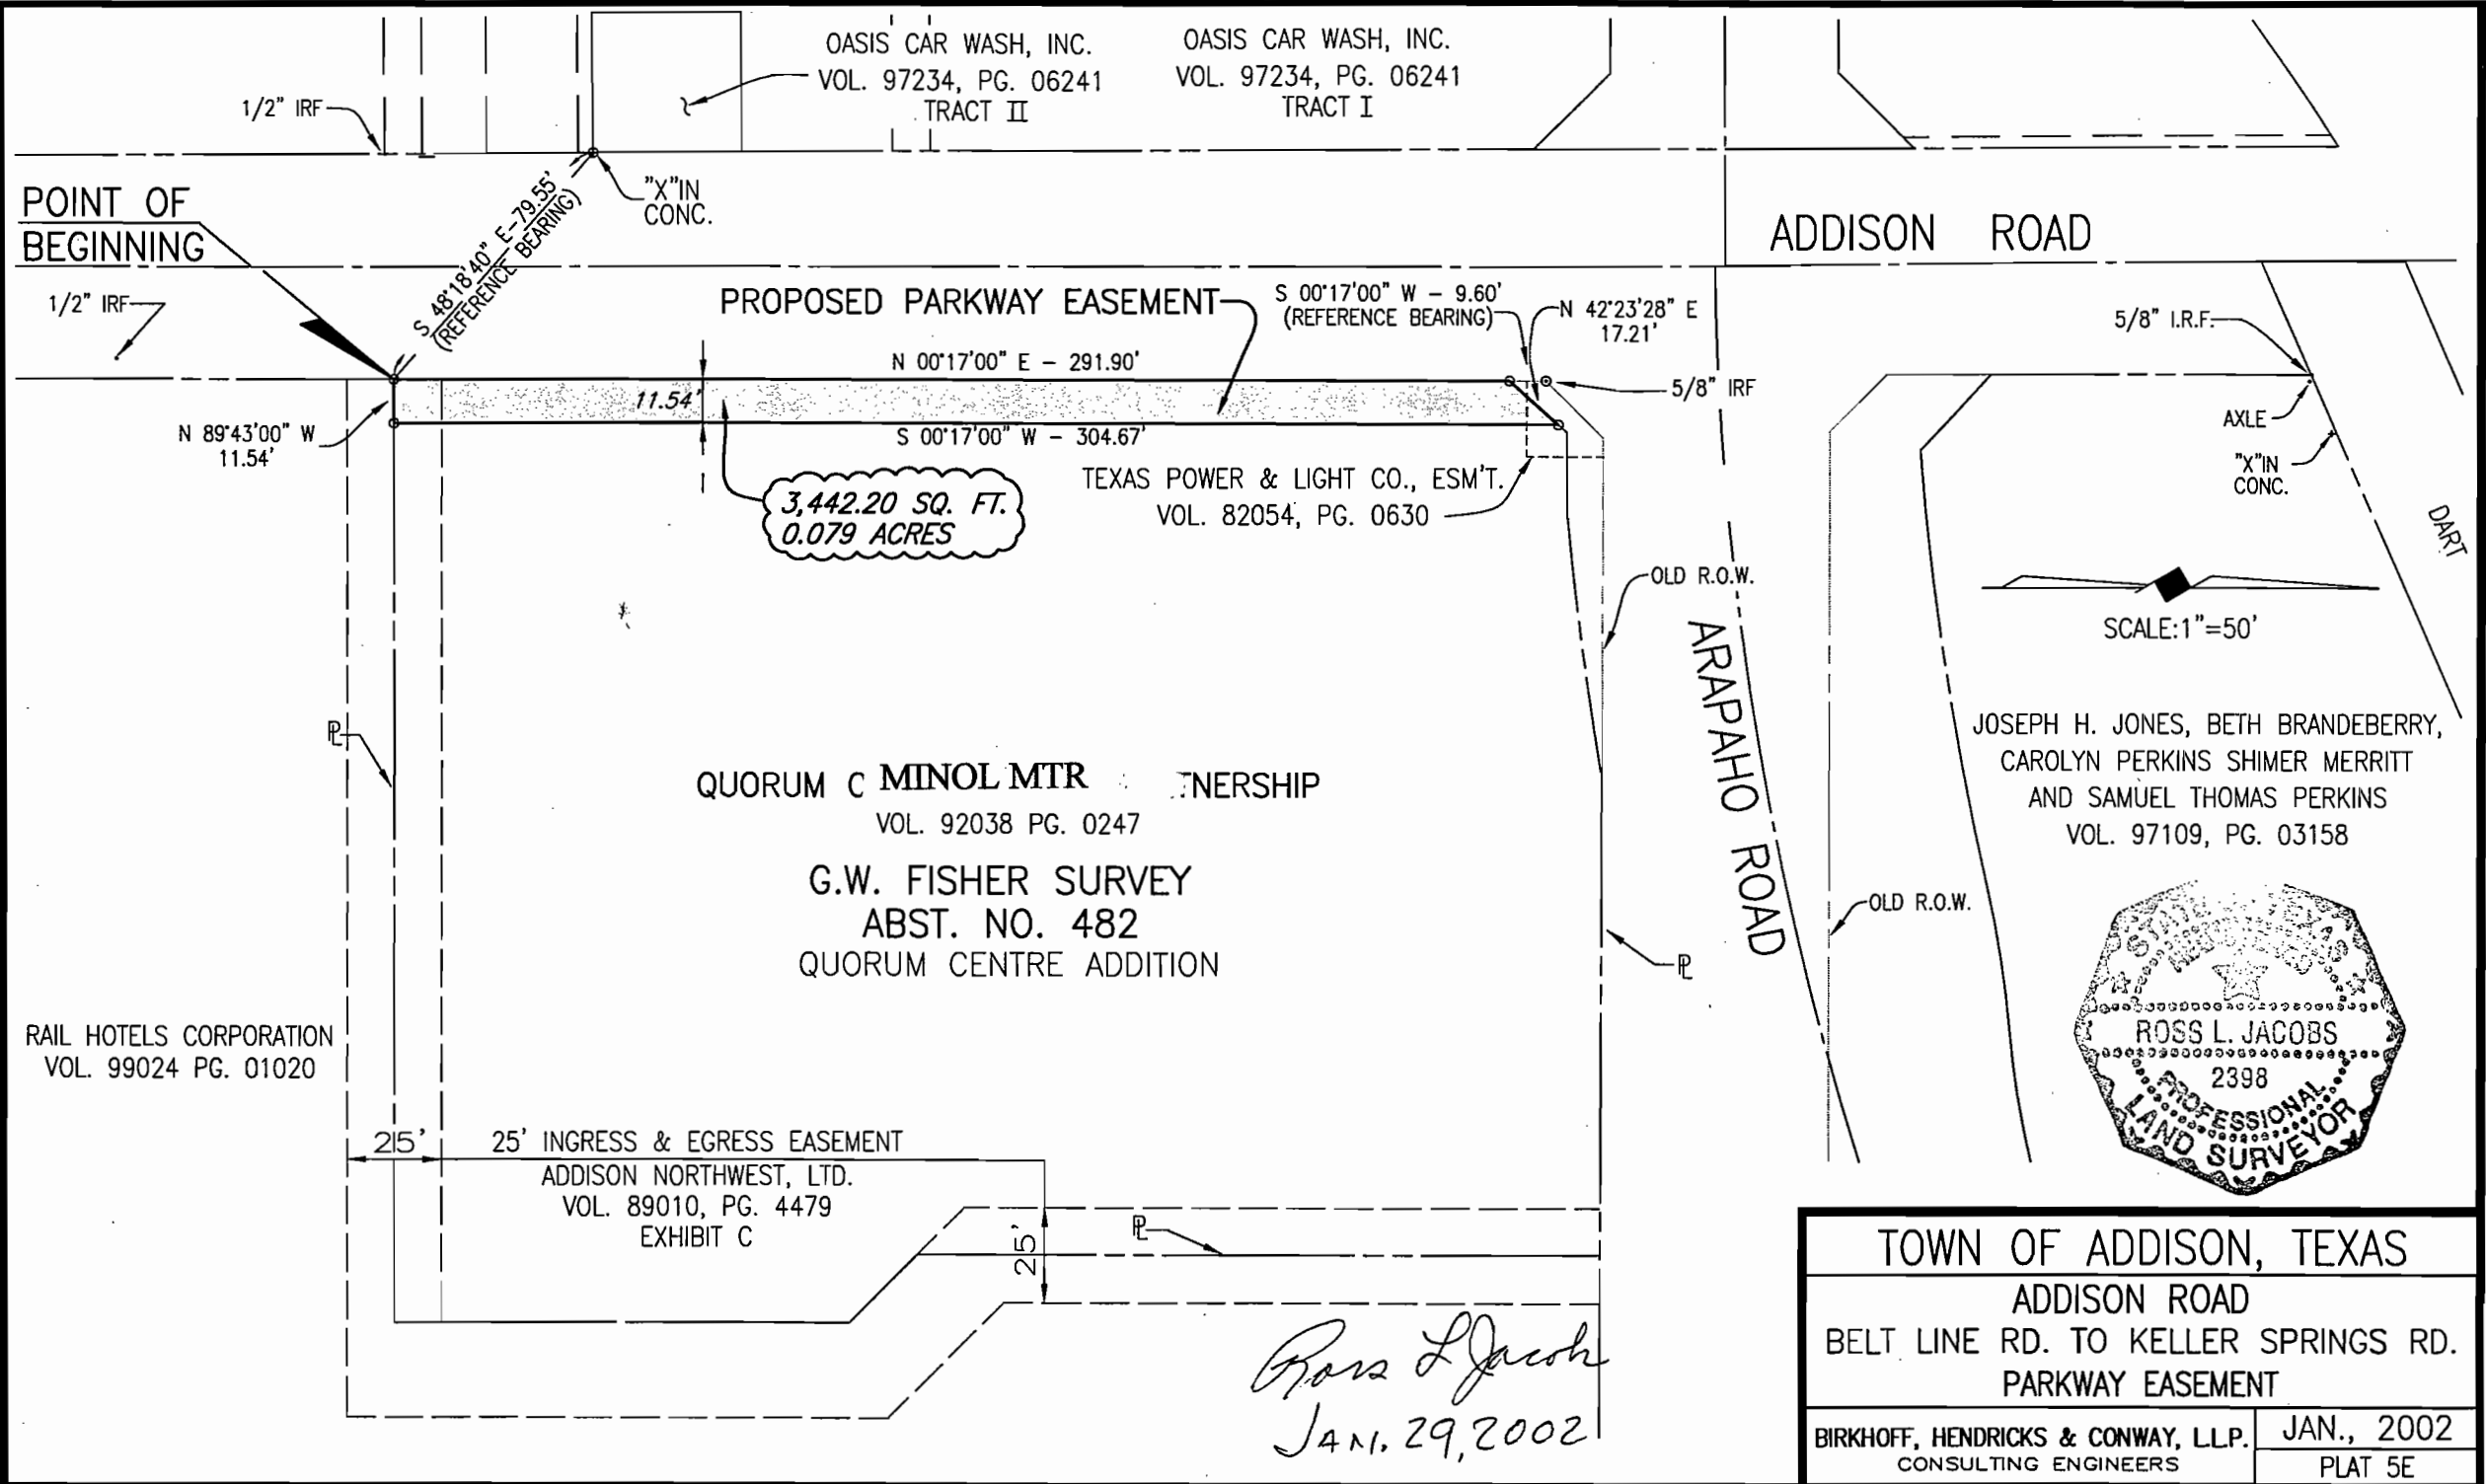 OASIS CAR WASH, INC.
VOL. 97234, PG. 06241
TRACT II
OASIS CAR WASH, INC.
VOL. 97234, PG. 06241
TRACT I
1/2" IRF
"X"IN
CONC.
POINT OF
BEGINNING
S 48°18'40" E-79.55'
(REFERENCE BEARING)
ADDISON ROAD
1/2" IRF
PROPOSED PARKWAY EASEMENT
S 00°17'00" W - 9.60'
(REFERENCE BEARING)
N 42°23'28" E
17.21'
5/8" I.R.F.
N 00°17'00" E - 291.90'
11.54'
5/8" IRF
AXLE
N 89°43'00" W
11.54'
S 00°17'00" W - 304.67'
"X"IN
CONC.
3,442.20 SQ. FT.
0.079 ACRES
TEXAS POWER & LIGHT CO., ESM'T.
VOL. 82054, PG. 0630
DART
OLD R.O.W.
ARAPAHO ROAD
SCALE:1"=50'
JOSEPH H. JONES, BETH BRANDEBERRY,
CAROLYN PERKINS SHIMER MERRITT
AND SAMUEL THOMAS PERKINS
VOL. 97109, PG. 03158
PL
QUORUM C MINOL MTR TNERSHIP
VOL. 92038 PG. 0247
G.W. FISHER SURVEY
ABST. NO. 482
QUORUM CENTRE ADDITION
OLD R.O.W.
PL
RAIL HOTELS CORPORATION
VOL. 99024 PG. 01020
STATE OF TEXAS
REGISTERED
ROSS L. JACOBS
2398
PROFESSIONAL
LAND SURVEYOR
25'
25' INGRESS & EGRESS EASEMENT
ADDISON NORTHWEST, LTD.
VOL. 89010, PG. 4479
EXHIBIT C
25'
PL
Ross L Jacobs
JAN. 29, 2002
TOWN OF ADDISON, TEXAS
ADDISON ROAD
BELT LINE RD. TO KELLER SPRINGS RD.
PARKWAY EASEMENT
BIRKHOFF, HENDRICKS & CONWAY, L.L.P.
CONSULTING ENGINEERS
JAN., 2002
PLAT 5E